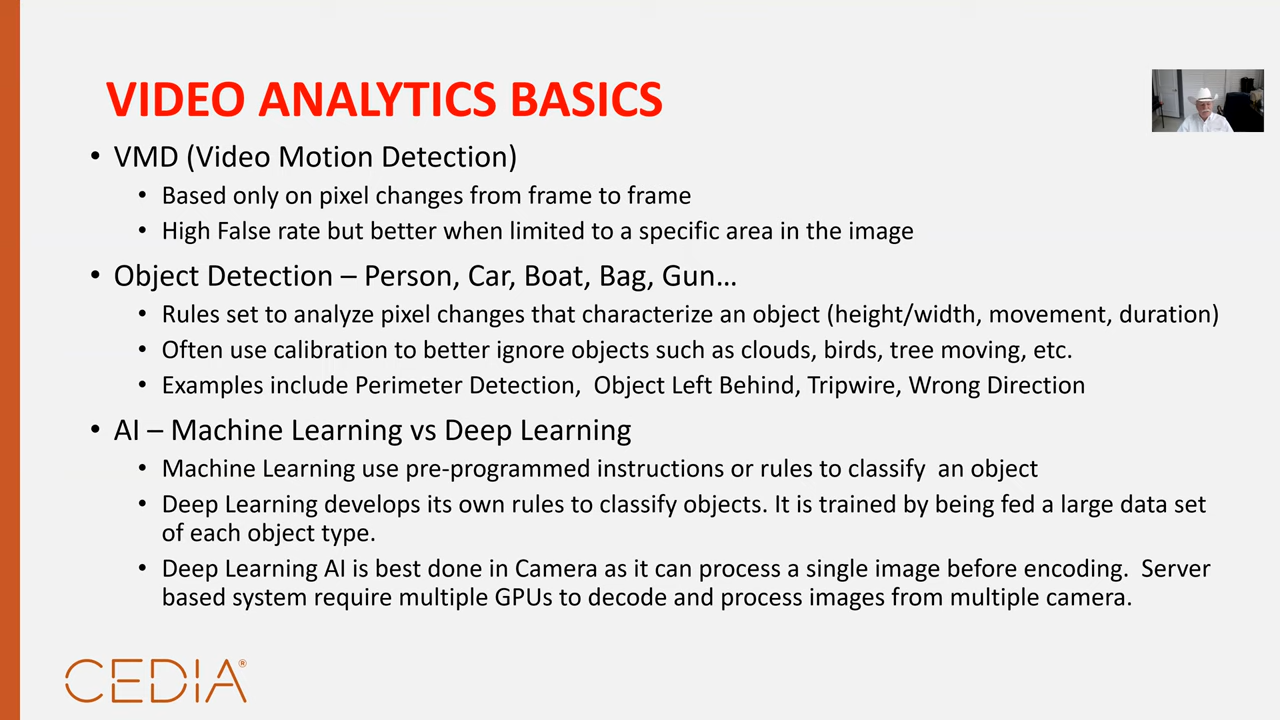 VIDEO ANALYTICS BASICS
• VMD (Video Motion Detection)
• Based only on pixel changes from frame to frame
• High False rate but better when limited to a specific area in the image
• Object Detection – Person, Car, Boat, Bag, Gun…
• Rules set to analyze pixel changes that characterize an object (height/width, movement, duration)
• Often use calibration to better ignore objects such as clouds, birds, tree moving, etc.
• Examples include Perimeter Detection,  Object Left Behind, Tripwire, Wrong Direction
• AI – Machine Learning vs Deep Learning
• Machine Learning use pre-programmed instructions or rules to classify  an object
• Deep Learning develops its own rules to classify objects. It is trained by being fed a large data set
of each object type.
• Deep Learning AI is best done in Camera as it can process a single image before encoding.  Server
based system require multiple GPUs to decode and process images from multiple camera.
CEDIA®